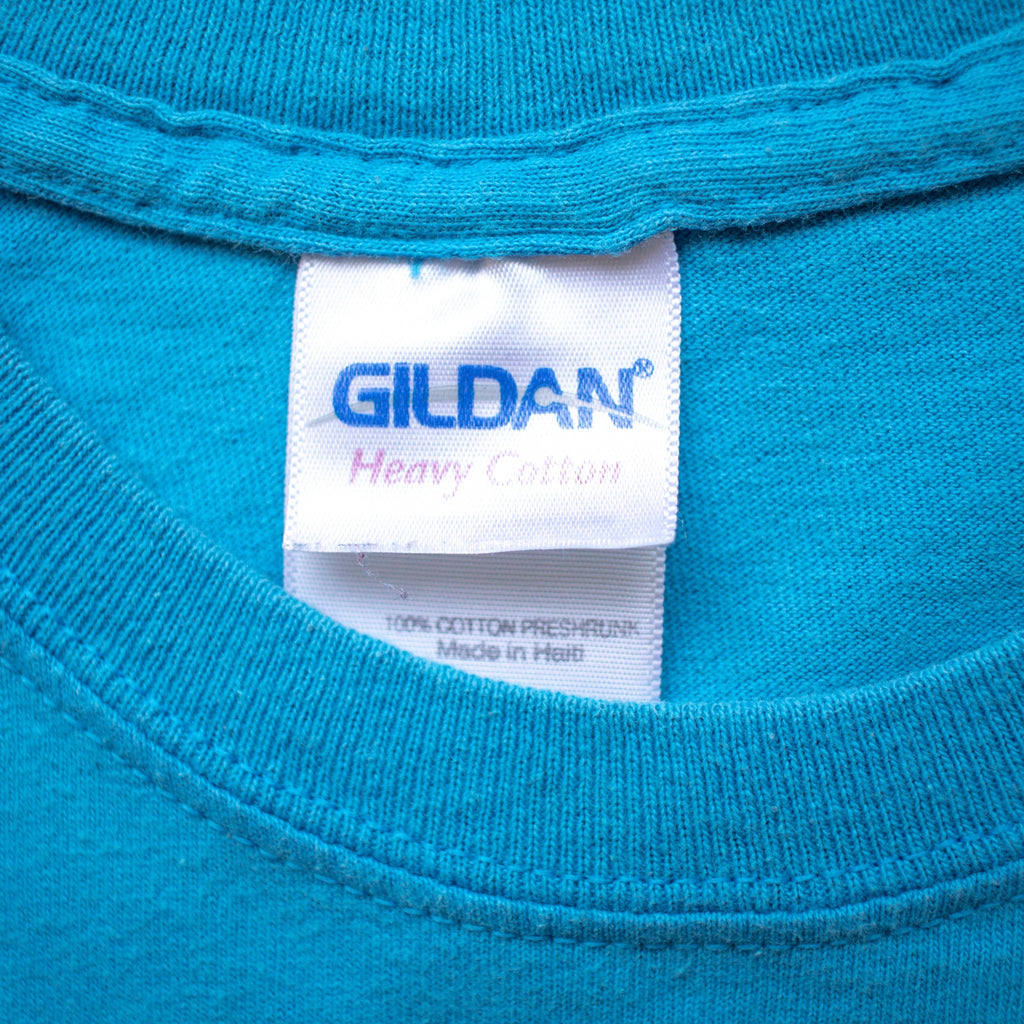 GILDAN®
Heavy Cotton
100% COTTON PRESHRUNK
Made in Haiti